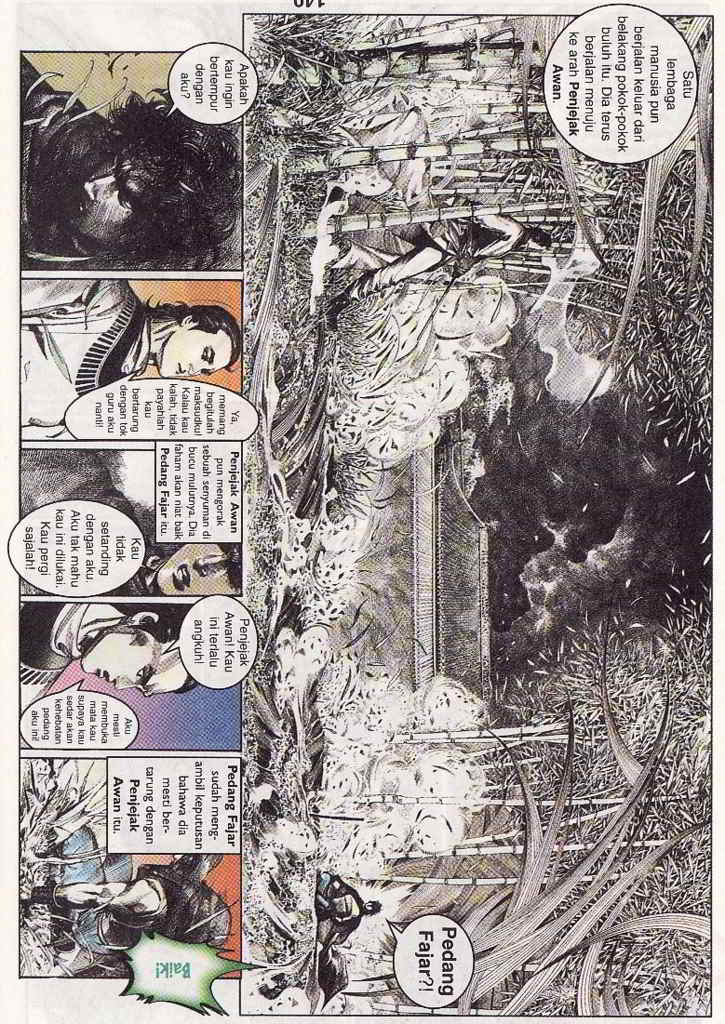 Satu
lembaga
manusia pun
berjalan keluar dari
belakang pokok-pokok
buluh itu. Dia terus
berjalan menuju
ke arah Penjejak
Awan.
Pedang
Fajar?!
Apakah
kau ingin
bertempur
dengan
aku?
Ya,
memang
begitulah
maksudku!
Kalau kau
kalah, tidak
payahlah
kau
bertarung
dengan tok
guru aku
nanti!
Penjejak Awan
pun mengorak
sebuah senyuman di
bucu mulutnya. Dia
faham akan niat baik
Pedang Fajar itu.
Kau
tidak
setanding
dengan aku.
Aku tak mahu
kau ini dilukai.
Kau pergi
sajalah!
Penjejak
Awan! Kau
ini terlalu
angkuh!
Aku
mesti
membuka
mata kau
supaya kau
sedar akan
kehebatan
pedang
aku ini!
Pedang Fajar
sudah meng-
ambil keputusan
bahawa dia
mesti ber-
tarung dengan
Penjejak
Awan itu.
Baik!
149